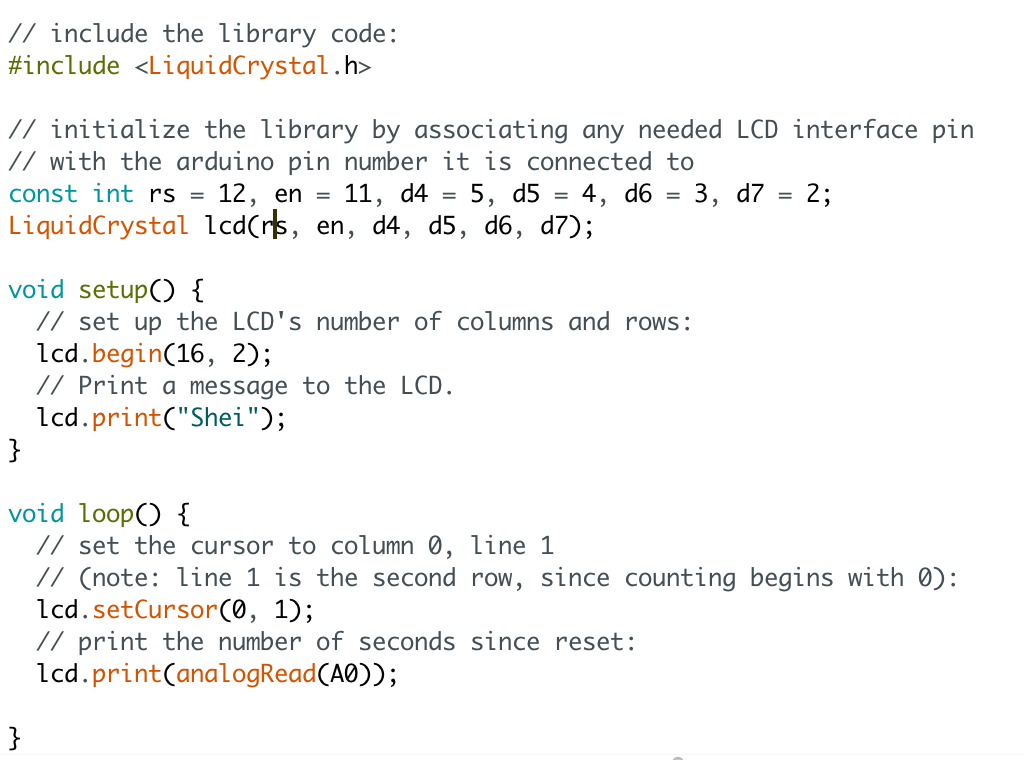 // include the library code:
#include <LiquidCrystal.h>
// initialize the library by associating any needed LCD interface pin
// with the arduino pin number it is connected to
const int rs = 12, en = 11, d4 = 5, d5 = 4, d6 = 3, d7 = 2;
LiquidCrystal lcd(rs, en, d4, d5, d6, d7);
void setup() {
// set up the LCD's number of columns and rows:
lcd.begin(16, 2);
// Print a message to the LCD.
lcd.print("Shei");
}
void loop() {
// set the cursor to column 0, line 1
// (note: line 1 is the second row, since counting begins with 0):
lcd.setCursor(0, 1);
// print the number of seconds since reset:
lcd.print(analogRead(A0));
}